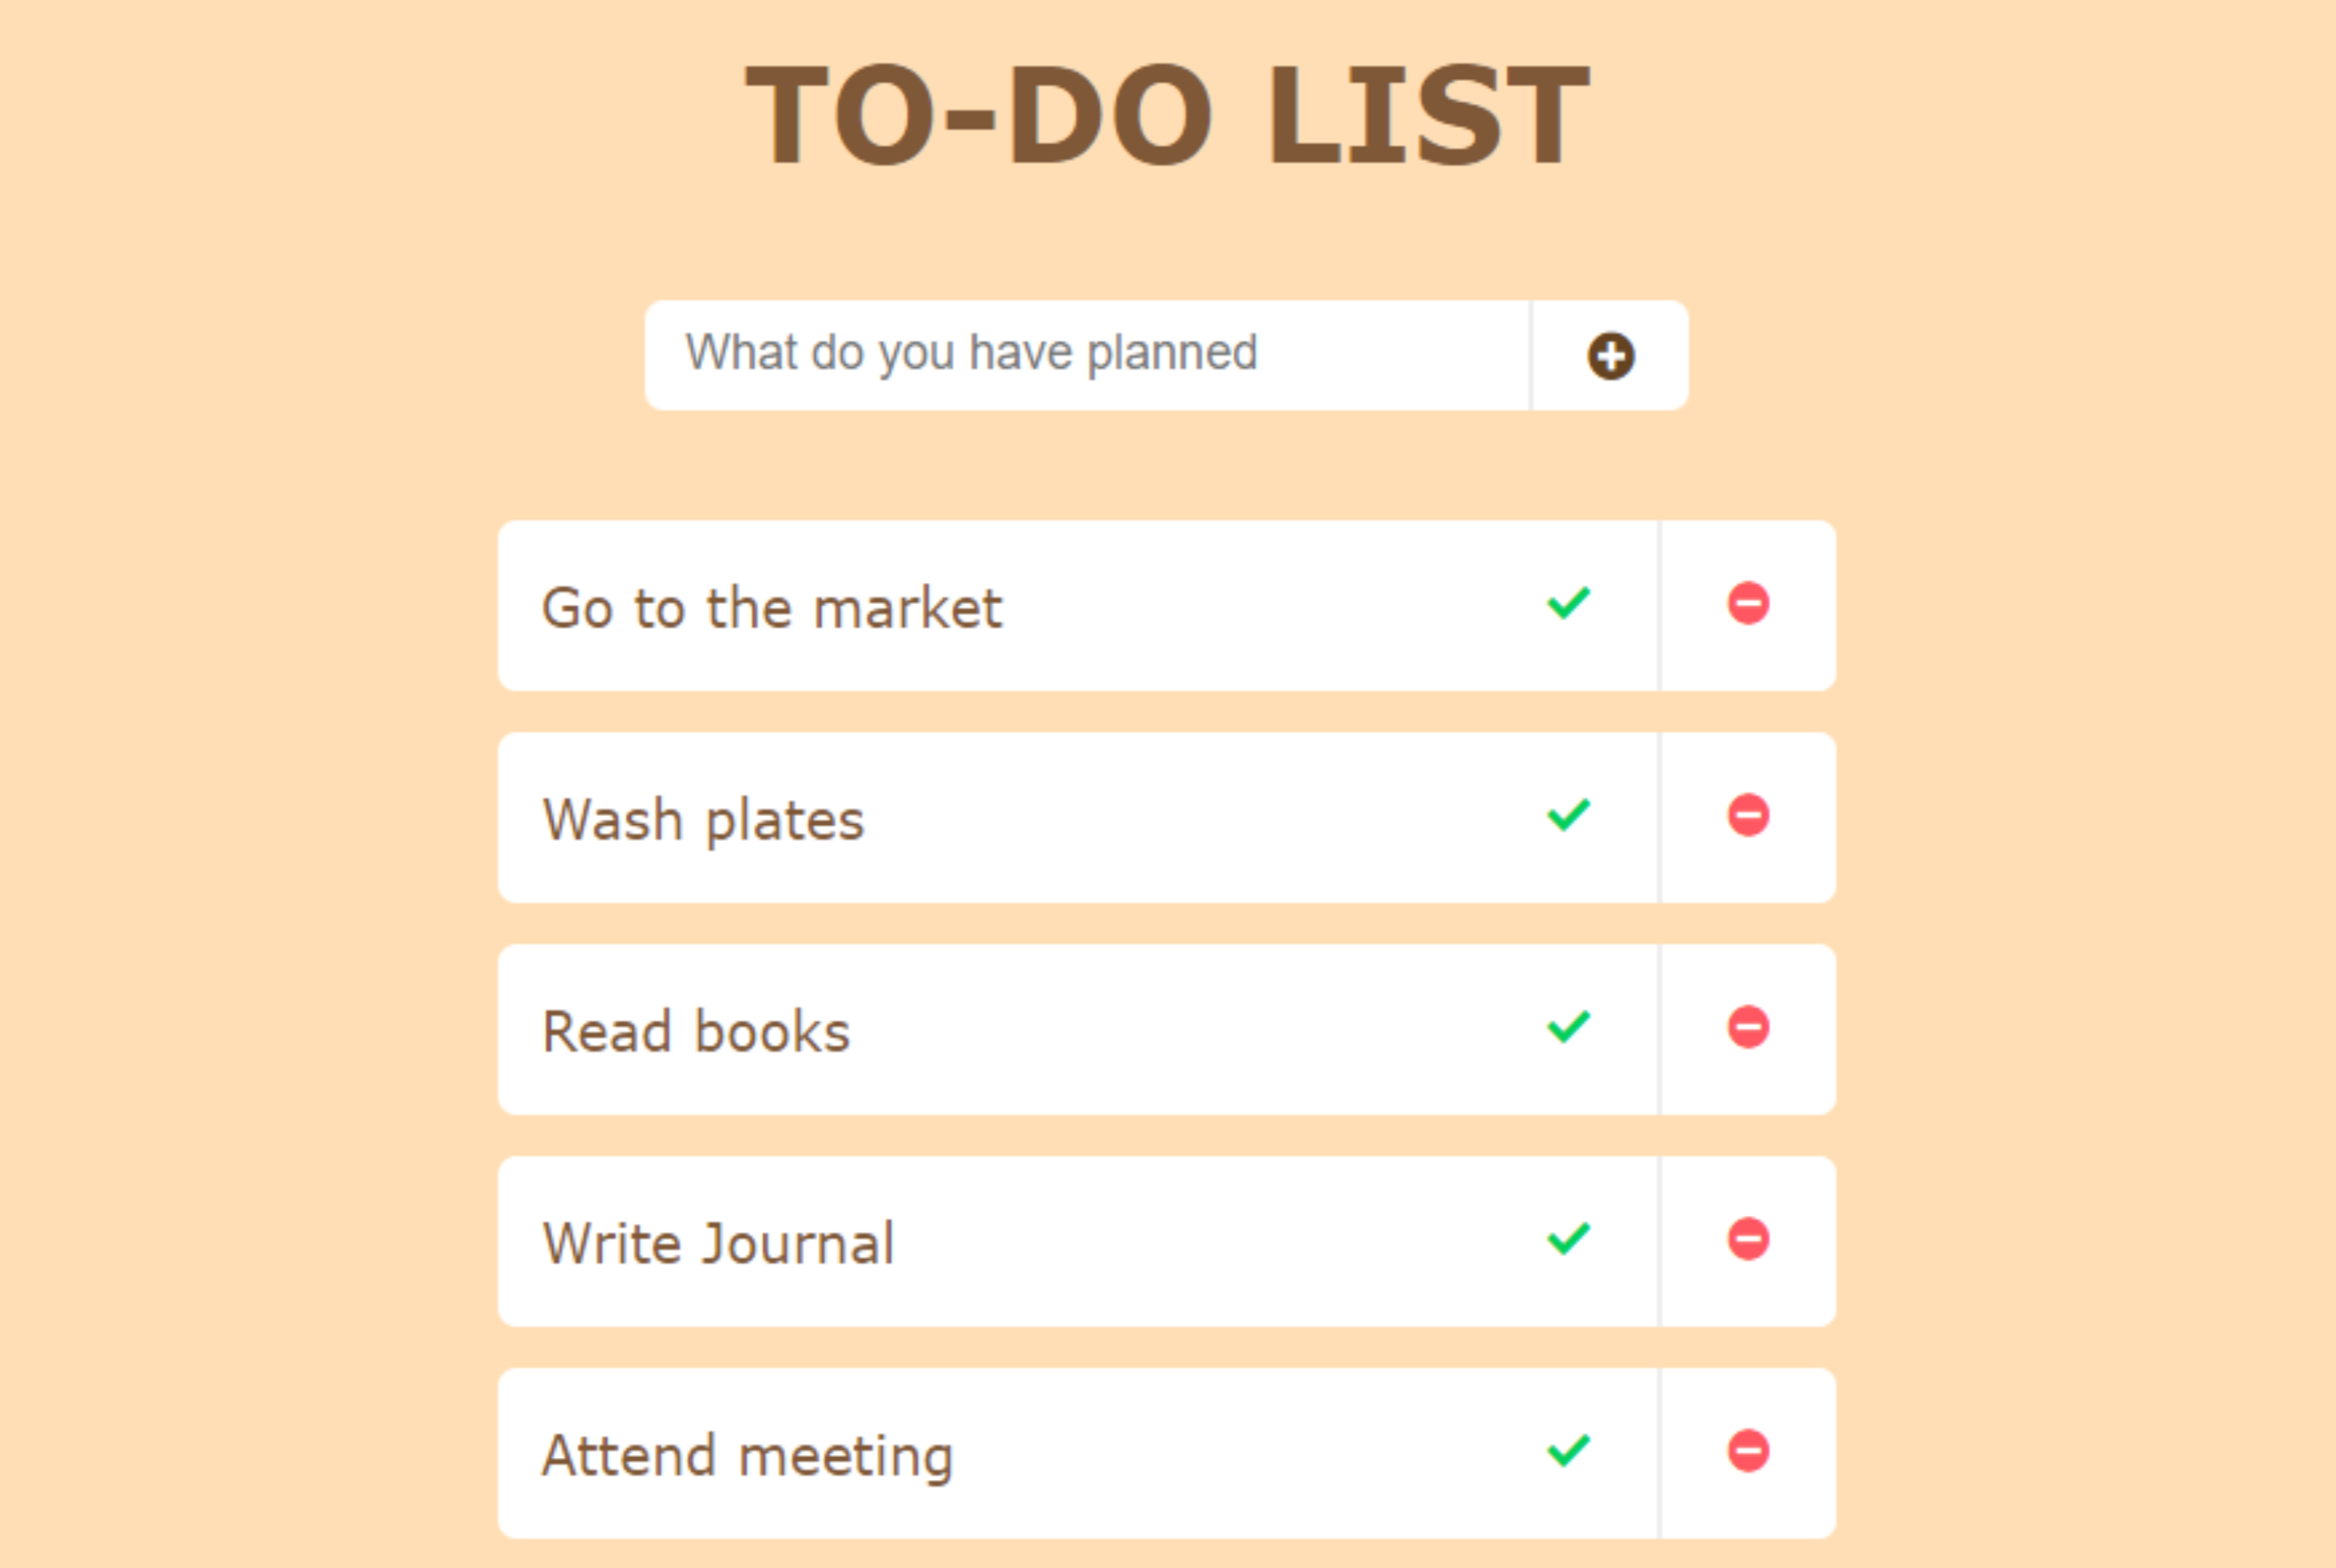 TO-DO LIST
What do you have planned
Go to the market
Wash plates
Read books
Write Journal
Attend meeting